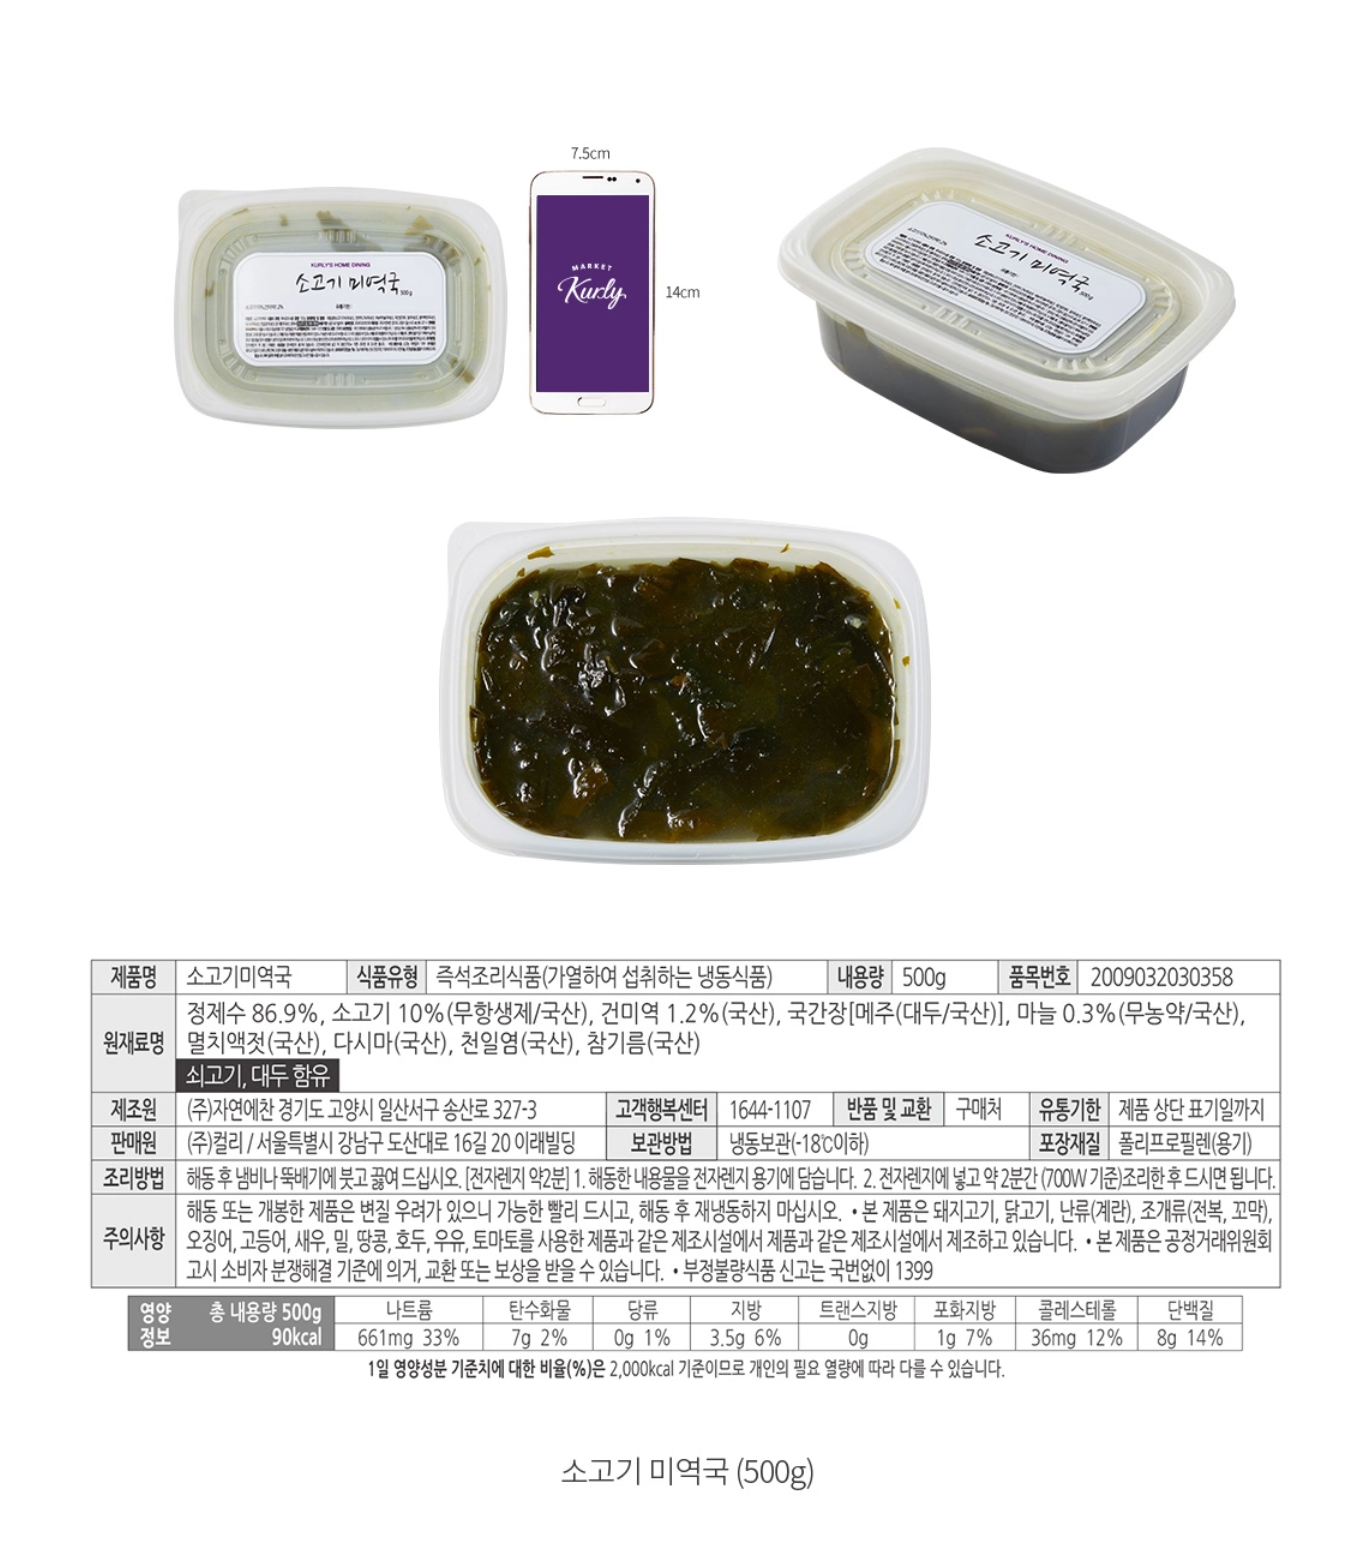 7.5cm
14cm
MARKET
Kurly
KURLY'S HOME DINING
소고기 미역국 500g
KURLY'S HOME DINING
소고기 미역국 500g
제품명 소고기미역국 식품유형 즉석조리식품(가열하여 섭취하는 냉동식품) 내용량 500g 품목번호 2009032030358
원재료명 정제수 86.9%, 소고기 10%(무항생제/국산), 건미역 1.2%(국산), 국간장[메주(대두/국산)], 마늘 0.3%(무농약/국산),
멸치액젓(국산), 다시마(국산), 천일염(국산), 참기름(국산)
쇠고기, 대두 함유
제조원 (주)자연에찬 경기도 고양시 일산서구 송산로 327-3 고객행복센터 1644-1107 반품 및 교환 구매처 유통기한 제품 상단 표기일까지
판매원 (주)컬리 / 서울특별시 강남구 도산대로 16길 20 이래빌딩 보관방법 냉동보관(-18℃이하) 포장재질 폴리프로필렌(용기)
조리방법 해동 후 냄비나 뚝배기에 붓고 끓여 드십시오. [전자렌지 약2분] 1. 해동한 내용물을 전자렌지 용기에 담습니다. 2. 전자렌지에 넣고 약 2분간 (700W 기준)조리한 후 드시면 됩니다.
주의사항 해동 또는 개봉한 제품은 변질 우려가 있으니 가능한 빨리 드시고, 해동 후 재냉동하지 마십시오. • 본 제품은 돼지고기, 닭고기, 난류(계란), 조개류(전복, 꼬막),
오징어, 고등어, 새우, 밀, 땅콩, 호두, 우유, 토마토를 사용한 제품과 같은 제조시설에서 제품과 같은 제조시설에서 제조하고 있습니다. • 본 제품은 공정거래위원회
고시 소비자 분쟁해결 기준에 의거, 교환 또는 보상을 받을 수 있습니다. • 부정불량식품 신고는 국번없이 1399
영양 정보 총 내용량 500g 90kcal
나트륨 탄수화물 당류 지방 트랜스지방 포화지방 콜레스테롤 단백질
661mg 33% 7g 2% 0g 1% 3.5g 6% 0g 1g 7% 36mg 12% 8g 14%
1일 영양성분 기준치에 대한 비율(%)은 2,000kcal 기준이므로 개인의 필요 열량에 따라 다를 수 있습니다.
소고기 미역국 (500g)